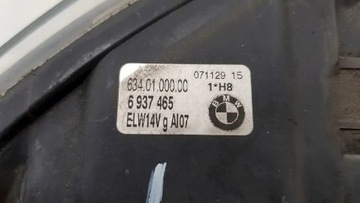 071129 15
634.01.000.00 1*H8
6 937 465
ELW14V g AI07
BMW